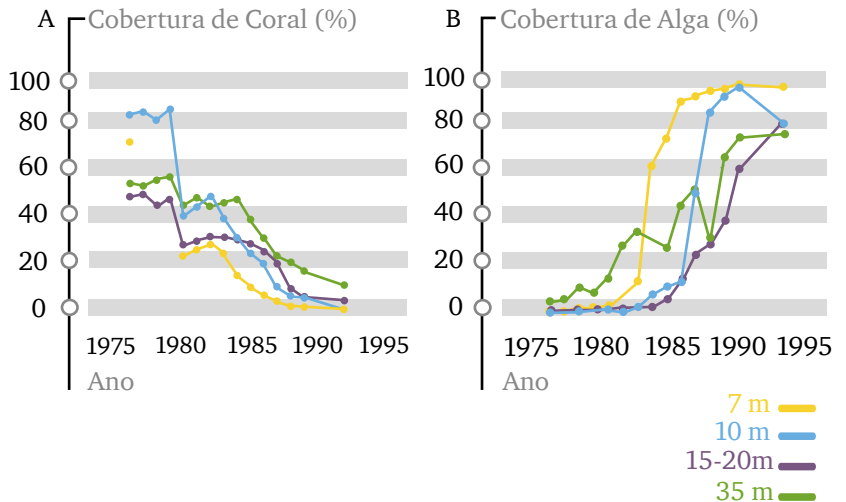 A Cobertura de Coral (%)
100
80
60
40
20
0
1975 1980 1985 1990 1995
Ano
B Cobertura de Alga (%)
100
80
60
40
20
0
1975 1980 1985 1990 1995
Ano
7 m
10 m
15-20m
35 m